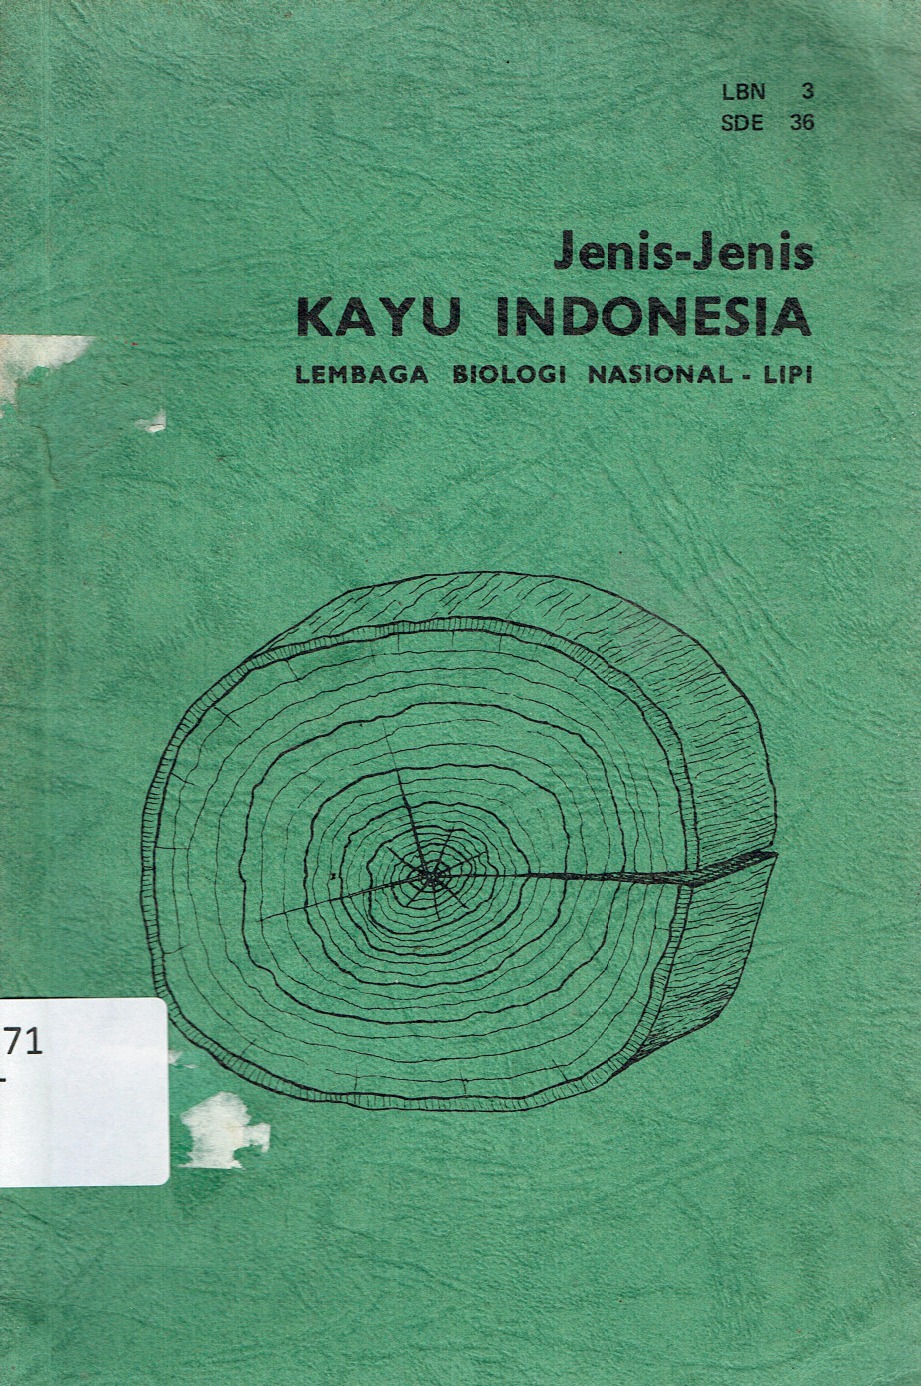 LBN 3
SDE 36
Jenis-Jenis
KAYU INDONESIA
LEMBAGA BIOLOGI NASIONAL - LIPI
71